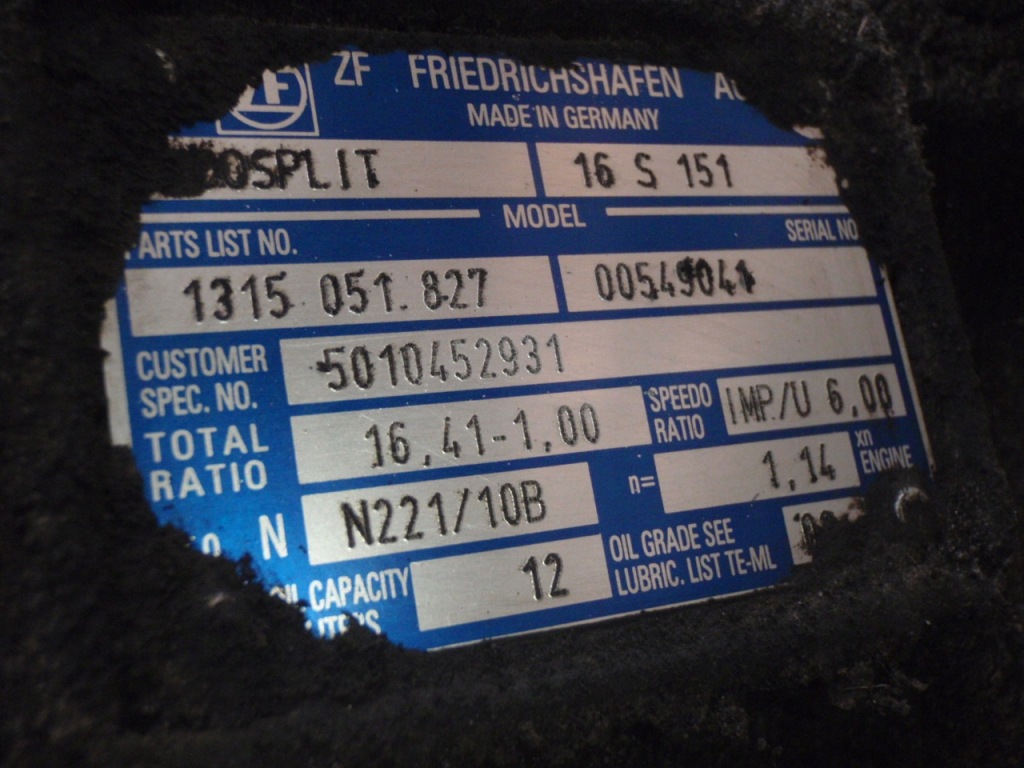 ZF FRIEDRICHSHAFEN
MADE IN GERMANY
16 S 151
MODEL
PARTS LIST NO. SERIAL NO
1315 051.827 00549041
CUSTOMER
SPEC. NO. 5010452931
TOTAL
RATIO 16,41-1,00 SPEEDO
RATIO IMP./U 6,00
N N221/10B n= 1,14 xn
ENGINE
OIL CAPACITY 12 OIL GRADE SEE
LUBRIC. LIST TE-ML